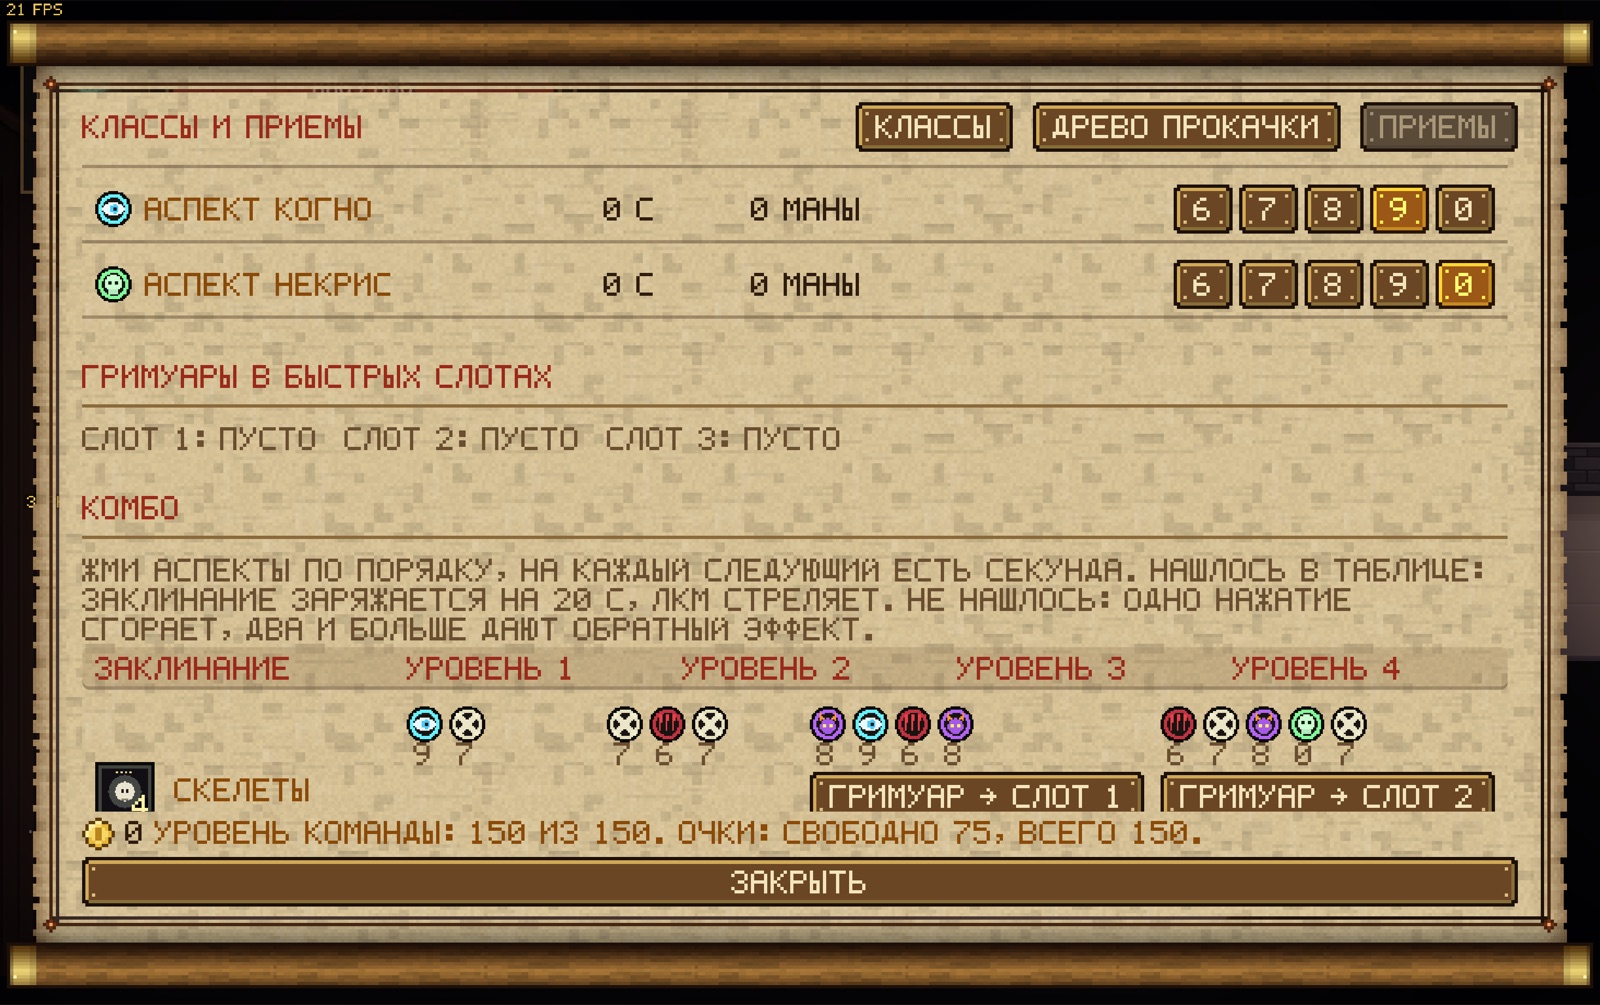 21 FPS
КЛАССЫ И ПРИЕМЫ
КЛАССЫ
ДРЕВО ПРОКАЧКИ
ПРИЕМЫ
АСПЕКТ КОГНО 0 С 0 МАНЫ 6 7 8 9 0
АСПЕКТ НЕКРИС 0 С 0 МАНЫ 6 7 8 9 0
ГРИМУАРЫ В БЫСТРЫХ СЛОТАХ
СЛОТ 1: ПУСТО СЛОТ 2: ПУСТО СЛОТ 3: ПУСТО
3
КОМБО
ЖМИ АСПЕКТЫ ПО ПОРЯДКУ, НА КАЖДЫЙ СЛЕДУЮЩИЙ ЕСТЬ СЕКУНДА. НАШЛОСЬ В ТАБЛИЦЕ:
ЗАКЛИНАНИЕ ЗАРЯЖАЕТСЯ НА 20 С, ЛКМ СТРЕЛЯЕТ. НЕ НАШЛОСЬ: ОДНО НАЖАТИЕ
СГОРАЕТ, ДВА И БОЛЬШЕ ДАЮТ ОБРАТНЫЙ ЭФФЕКТ.
ЗАКЛИНАНИЕ УРОВЕНЬ 1 УРОВЕНЬ 2 УРОВЕНЬ 3 УРОВЕНЬ 4
9 7 7 6 7 8 9 6 8 6 7 8 0 7
4 СКЕЛЕТЫ ГРИМУАР → СЛОТ 1 ГРИМУАР → СЛОТ 2
0 УРОВЕНЬ КОМАНДЫ: 150 ИЗ 150. ОЧКИ: СВОБОДНО 75, ВСЕГО 150.
ЗАКРЫТЬ